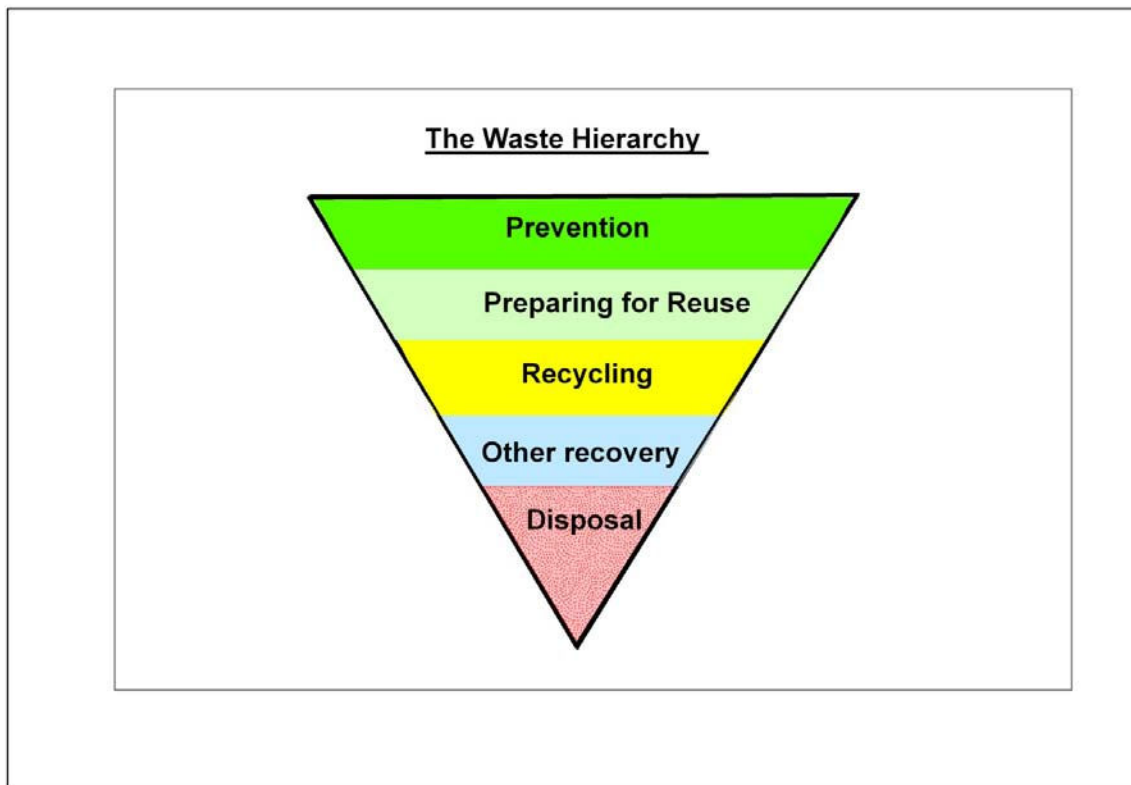 The Waste Hierarchy
Prevention
Preparing for Reuse
Recycling
Other recovery
Disposal